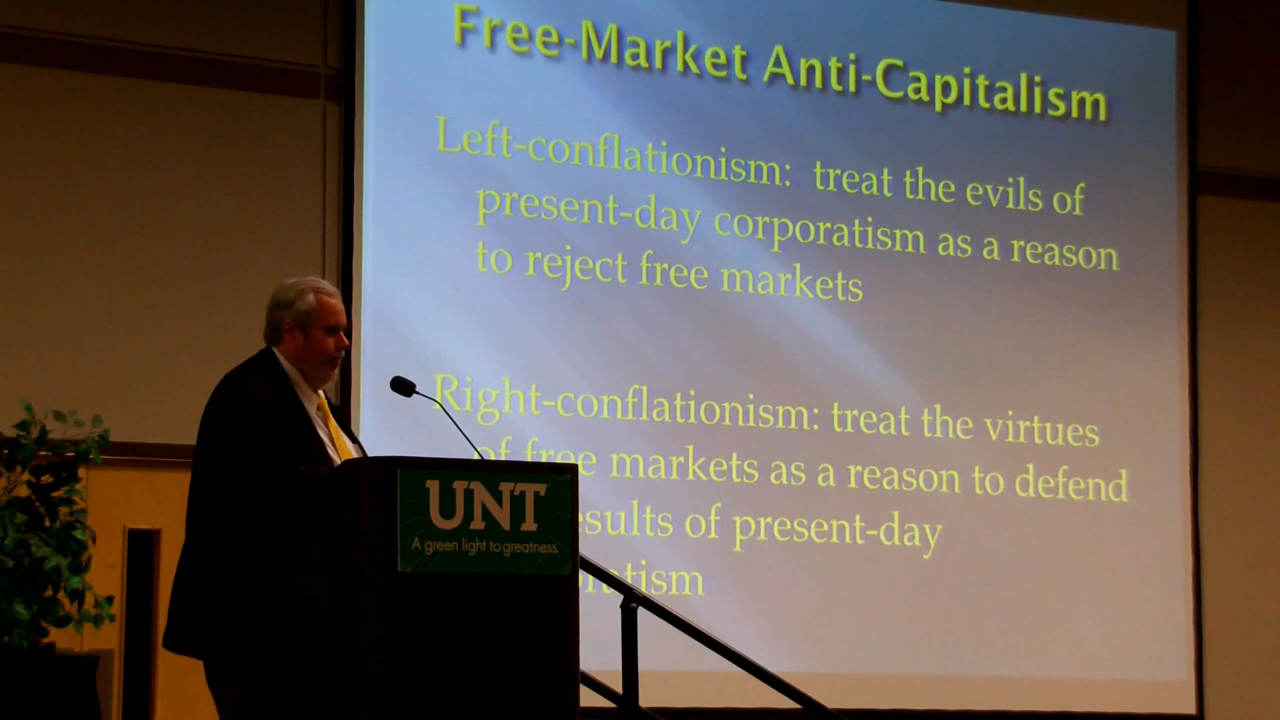 Free-Market Anti-Capitalism
Left-conflationism: treat the evils of
present-day corporatism as a reason
to reject free markets
Right-conflationism: treat the virtues
of free markets as a reason to defend
of present-day
UNT
A green light to greatness.